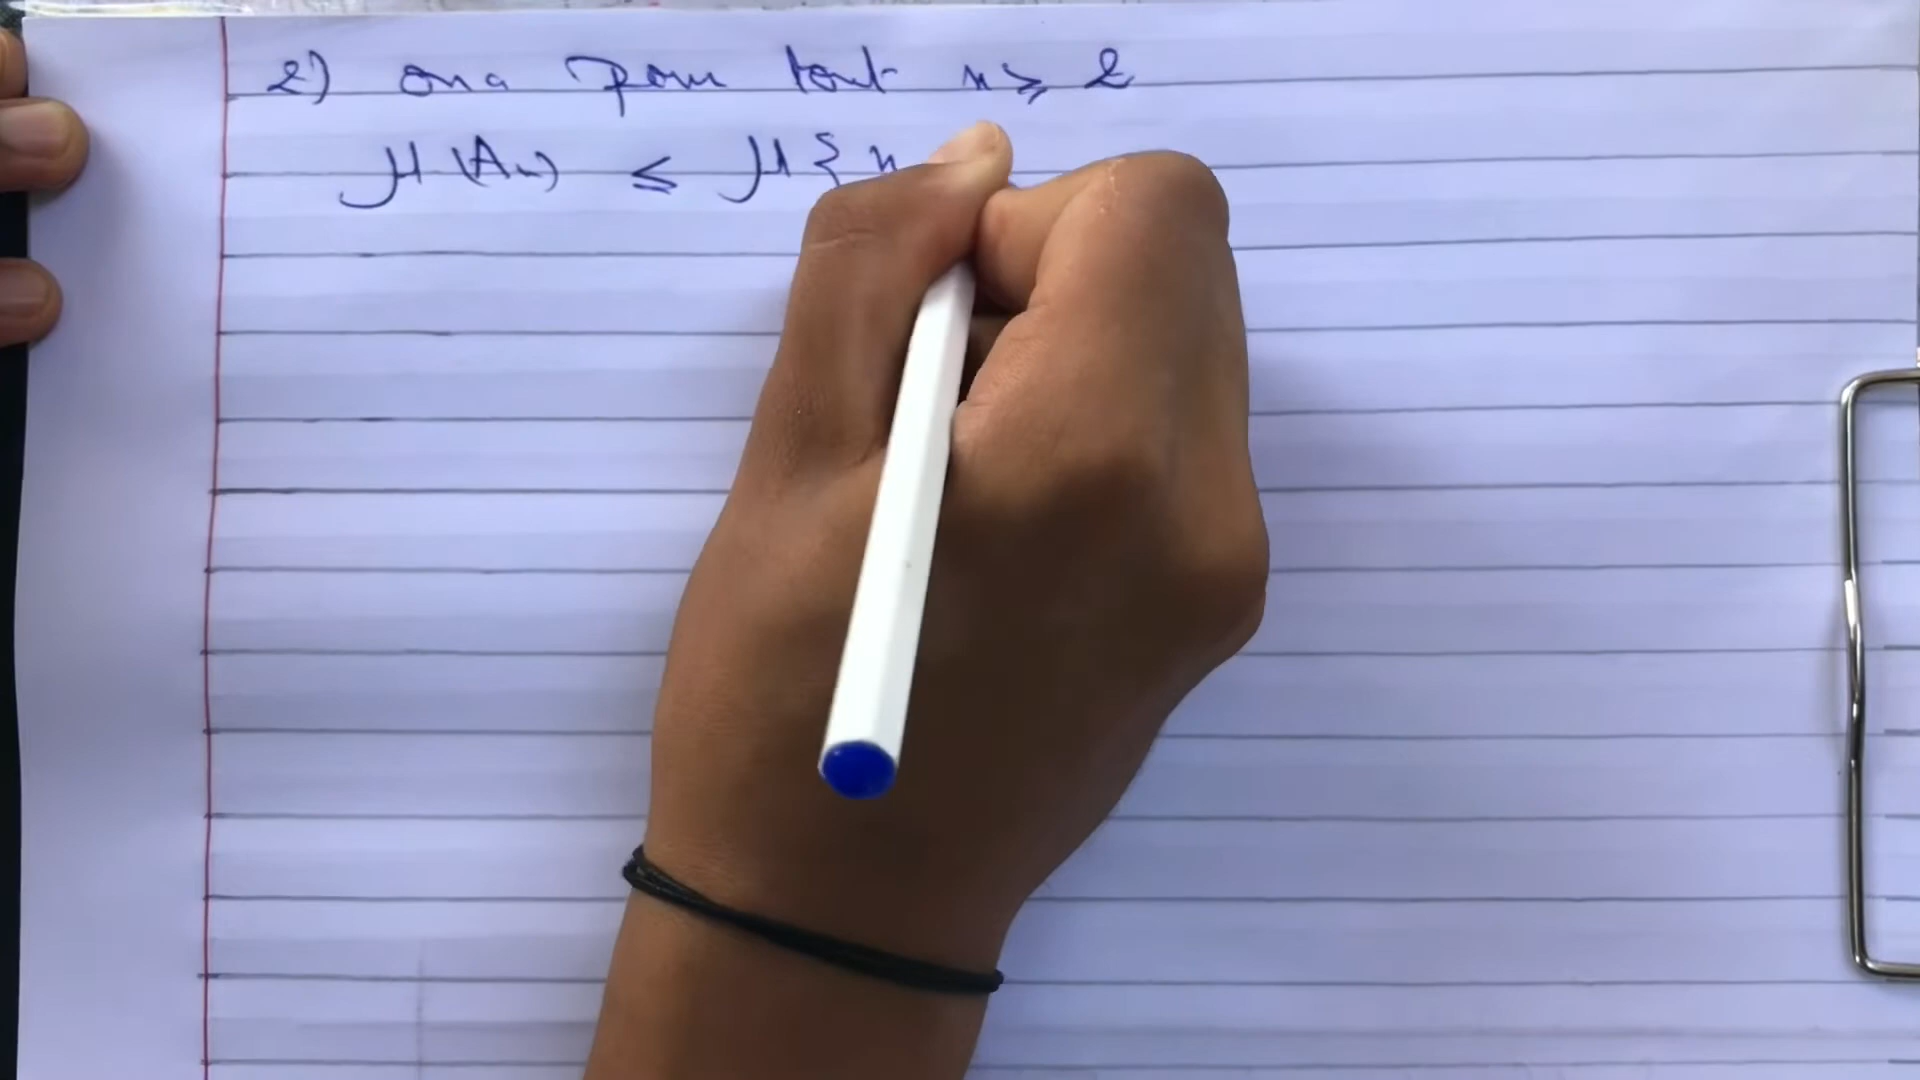 2) on a pour tout n ≥ 2
μ(An) ≤ μ{x